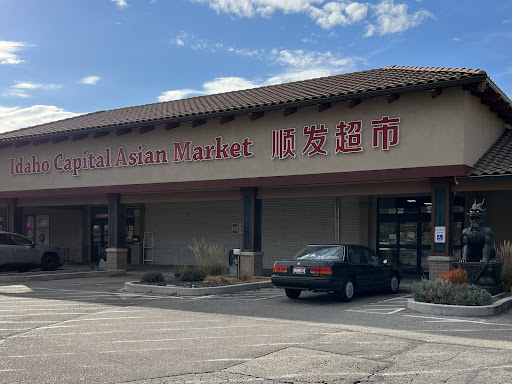 Idaho Capital Asian Market 顺发超市